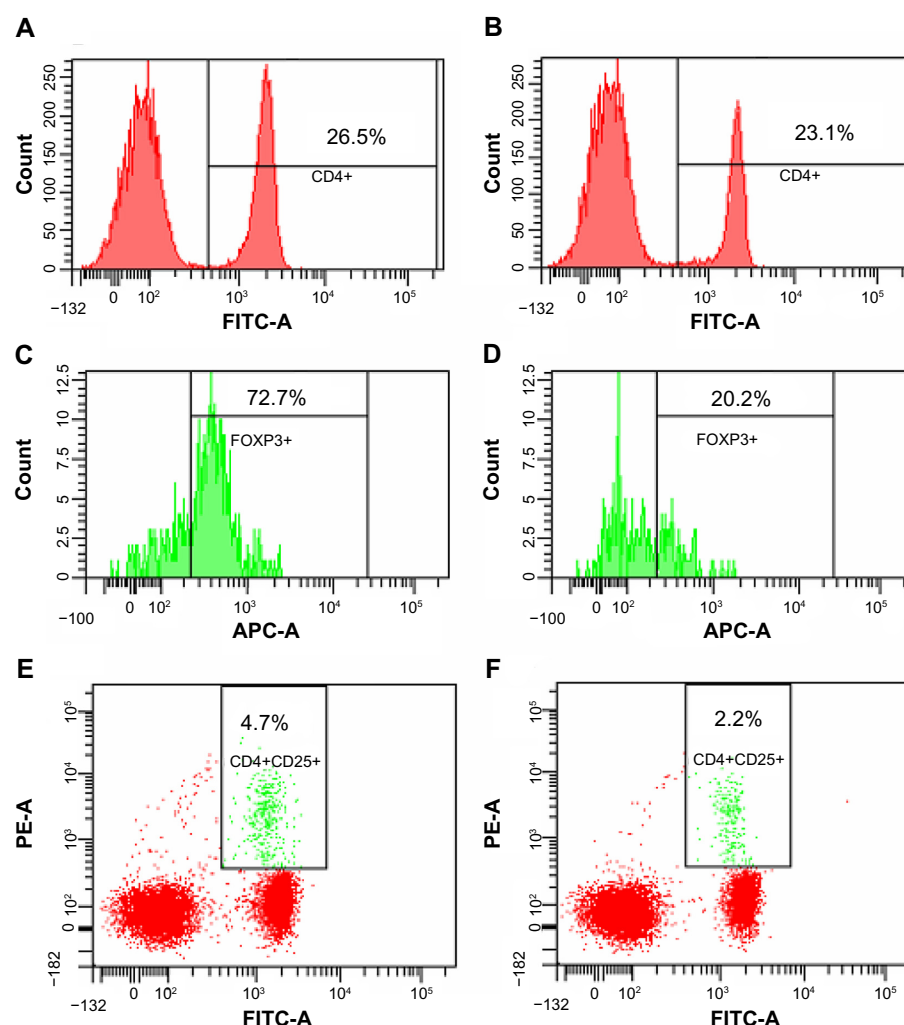 A
Count
250
200
150
100
50
0
26.5%
CD4+
−132
0 10² 10³ 10⁴ 10⁵
FITC-A
B
Count
250
200
150
100
50
0
23.1%
CD4+
−132
0 10² 10³ 10⁴ 10⁵
FITC-A
C
Count
12.5
10
7.5
5
2.5
0
72.7%
FOXP3+
−100
0 10² 10³ 10⁴ 10⁵
APC-A
D
Count
12.5
10
7.5
5
2.5
0
20.2%
FOXP3+
−100
0 10² 10³ 10⁴ 10⁵
APC-A
E
PE-A
10⁵
10⁴
10³
10²
0
−182
4.7%
CD4+CD25+
−132
0 10² 10³ 10⁴ 10⁵
FITC-A
F
PE-A
10⁵
10⁴
10³
10²
0
−182
2.2%
CD4+CD25+
−132
0 10² 10³ 10⁴ 10⁵
FITC-A